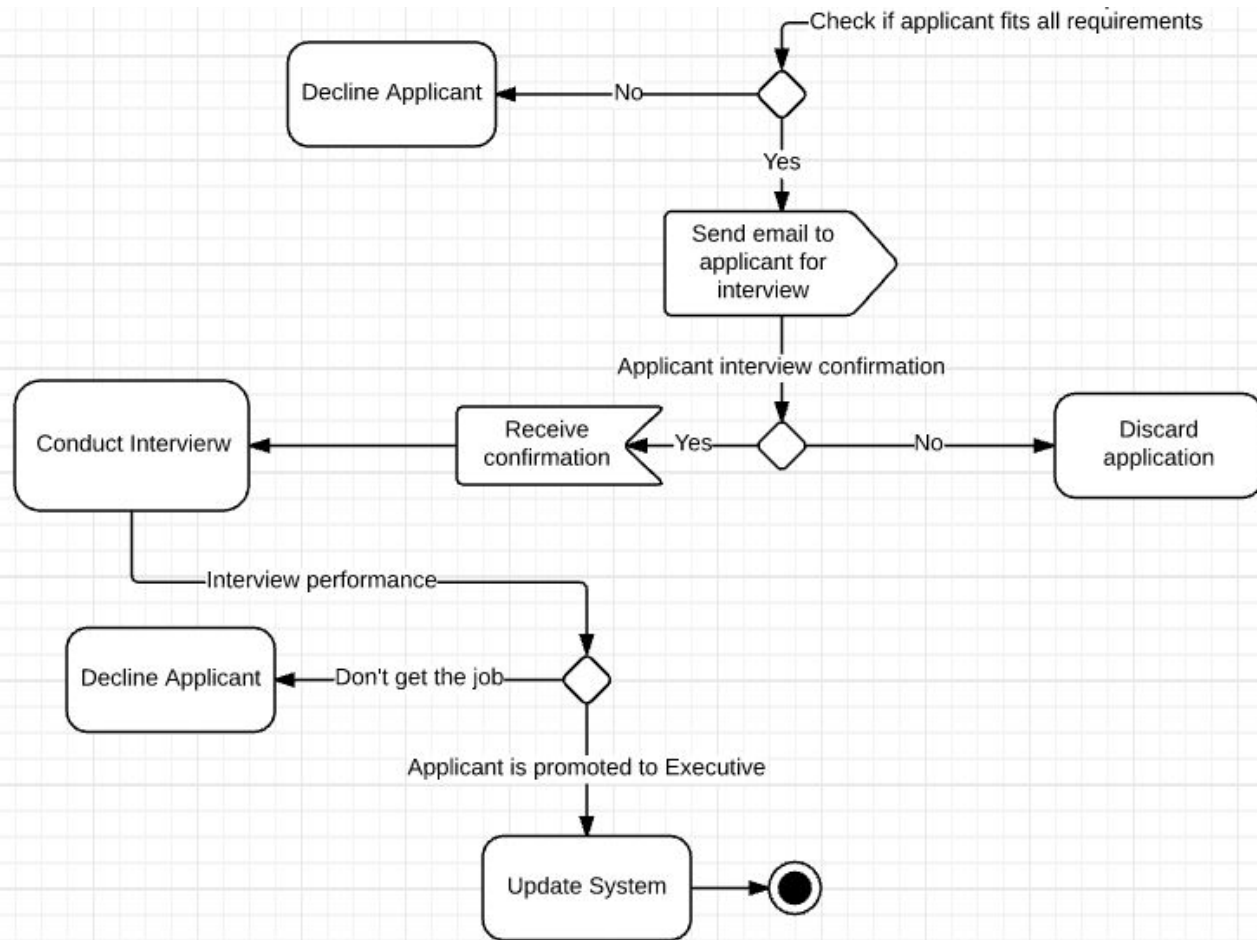 Check if applicant fits all requirements
Decline Applicant
No
Yes
Send email to
applicant for
interview
Applicant interview confirmation
Conduct Intervierw
Receive
confirmation
Yes
No
Discard
application
Interview performance
Decline Applicant
Don't get the job
Applicant is promoted to Executive
Update System